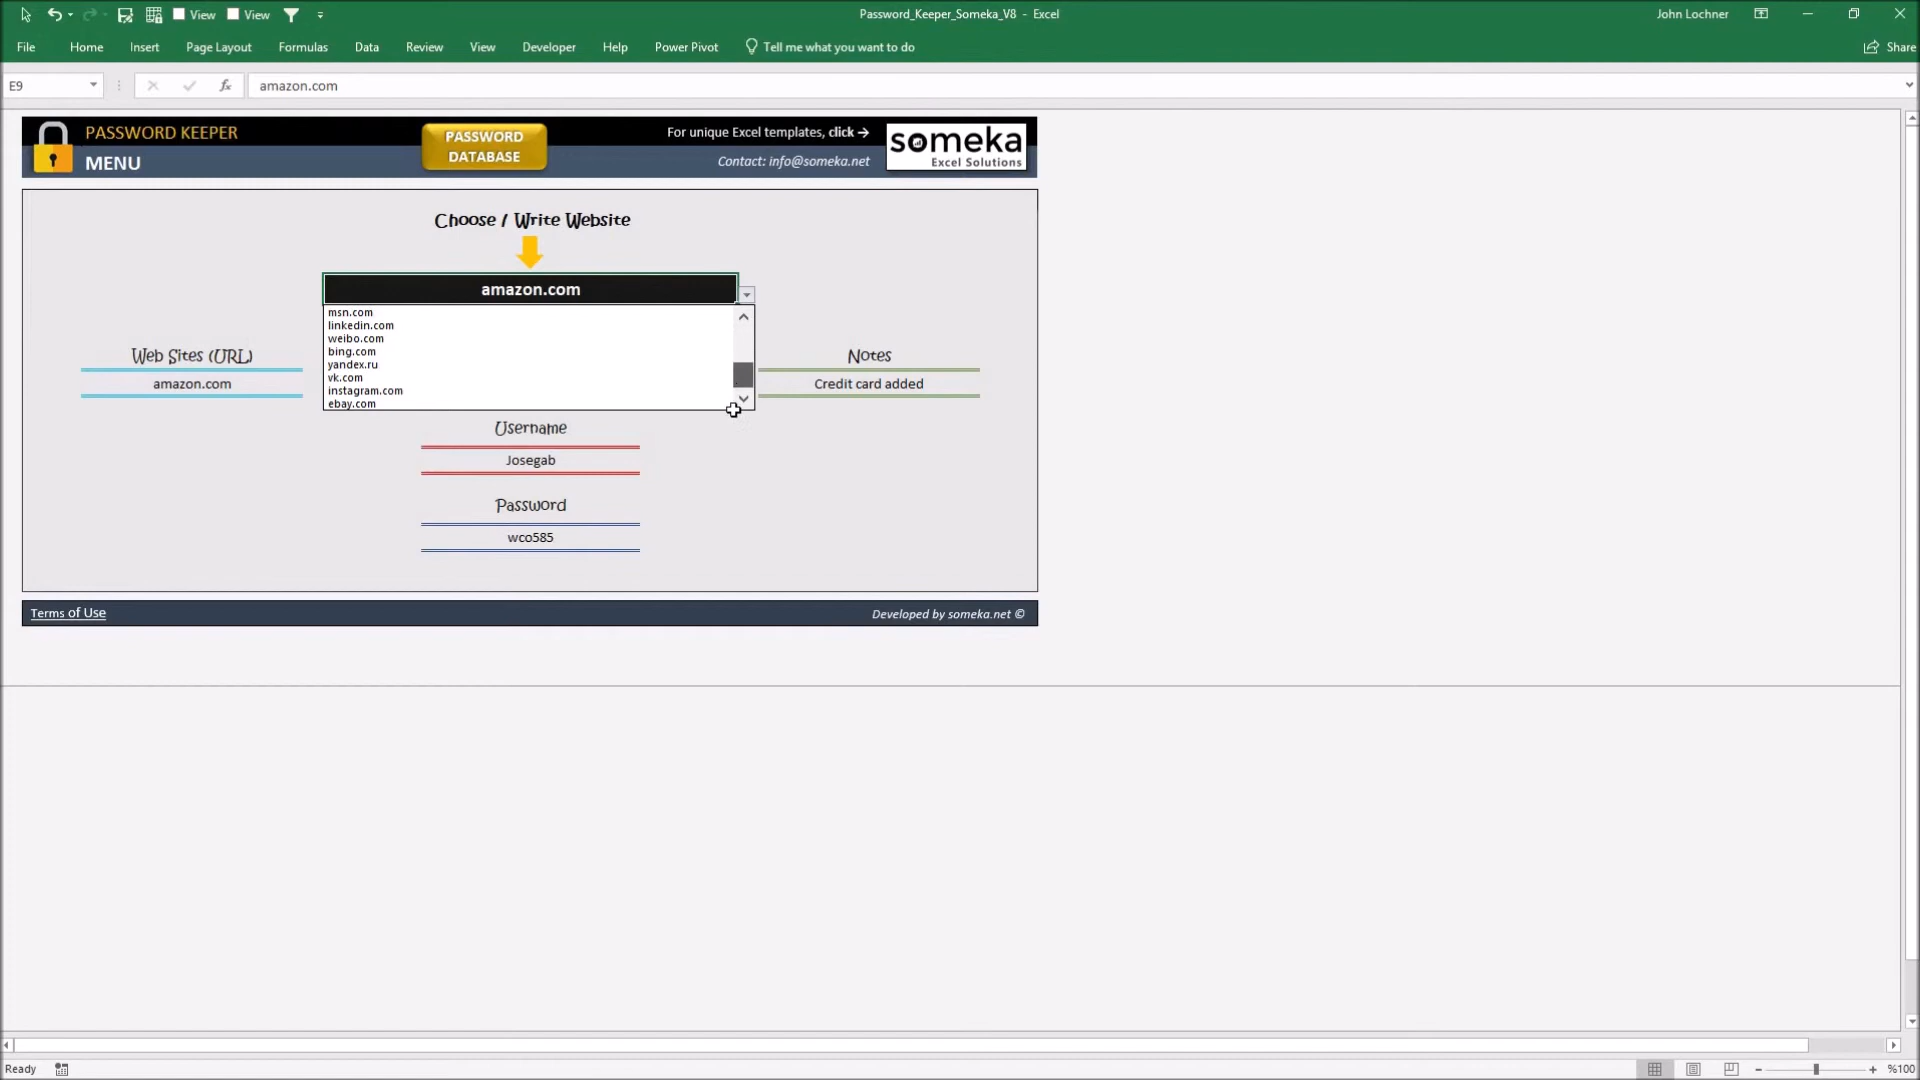 View
View
Password_Keeper_Someka_V8 - Excel
John Lochner
File
Home
Insert
Page Layout
Formulas
Data
Review
View
Developer
Help
Power Pivot
Tell me what you want to do
Share
E9
fx
amazon.com
PASSWORD KEEPER
MENU
PASSWORD
DATABASE
For unique Excel templates, click →
Contact: info@someka.net
someka
Excel Solutions
Choose / Write Website
amazon.com
msn.com
linkedin.com
weibo.com
bing.com
yandex.ru
vk.com
instagram.com
ebay.com
Web Sites (URL)
amazon.com
Notes
Credit card added
Username
Josegab
Password
wco585
Terms of Use
Developed by someka.net ©
Ready
%100